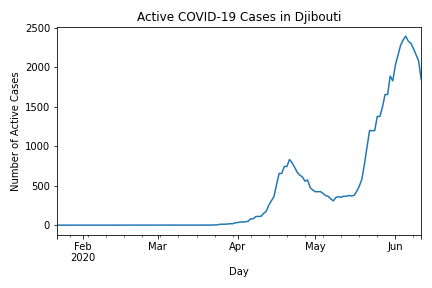 Active COVID-19 Cases in Djibouti
Number of Active Cases
2500
2000
1500
1000
500
0
Feb
2020
Mar
Apr
May
Jun
Day